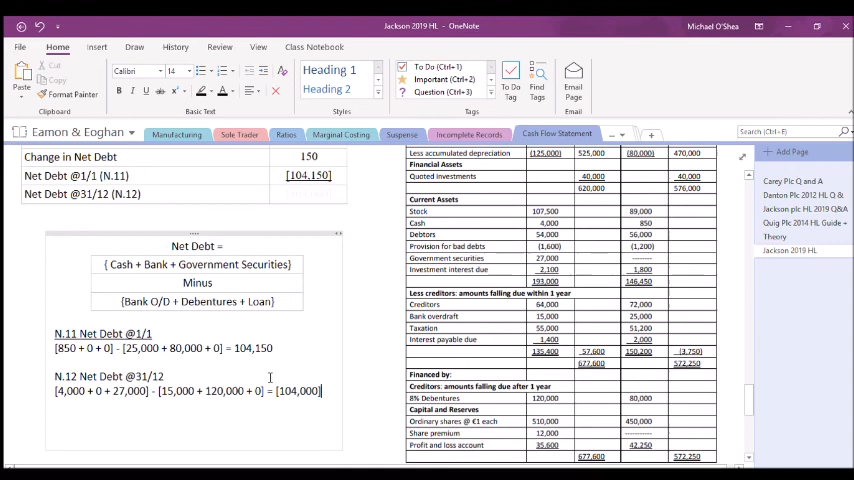 Jackson 2019 HL - OneNote
Michael O'Shea
File Home Insert Draw History Review View Help Class Notebook
Paste
Cut
Copy
Format Painter
Clipboard
Calibri 14
B I U ab x A
Basic Text
Heading 1
Heading 2
Styles
To Do (Ctrl+1)
Important (Ctrl+2)
Question (Ctrl+3)
To Do Tag
Find Tags
Tags
Email Page
Email
Eamon & Eoghan
Manufacturing Sole Trader Ratios Marginal Costing Suspense Incomplete Records Cash Flow Statement ...
Search (Ctrl+E)
Change in Net Debt 150
Net Debt @1/1 (N.11) [104,150]
Net Debt @31/12 (N.12)
Net Debt =
{ Cash + Bank + Government Securities}
Minus
{Bank O/D + Debentures + Loan}
N.11 Net Debt @1/1
[850 + 0 + 0] - [25,000 + 80,000 + 0] = 104,150
N.12 Net Debt @31/12
[4,000 + 0 + 27,000] - [15,000 + 120,000 + 0] = [104,000]
Less accumulated depreciation (125,000) 525,000 (80,000) 470,000
Financial Assets
Quoted investments 40,000 40,000
620,000 576,000
Current Assets
Stock 107,500 89,000
Cash 4,000 850
Debtors 54,000 56,000
Provision for bad debts (1,600) (1,200)
Government securities 27,000 --------
Investment interest due 2,100 1,800
193,000 146,450
Less creditors: amounts falling due within 1 year
Creditors 64,000 72,000
Bank overdraft 15,000 25,000
Taxation 55,000 51,200
Interest payable due 1,400 2,000
135,400 57,600 150,200 (3,750)
677,600 572,250
Financed by:
Creditors: amounts falling due after 1 year
8% Debentures 120,000 80,000
Capital and Reserves
Ordinary shares @ €1 each 510,000 450,000
Share premium 12,000 ---------
Profit and loss account 35,600 42,250
677,600 572,250
Add Page
Carey Plc Q and A
Danton Plc 2012 HL Q &
Jackson plc HL 2019 Q&A
Quig Plc 2014 HL Guide +
Theory
Jackson 2019 HL